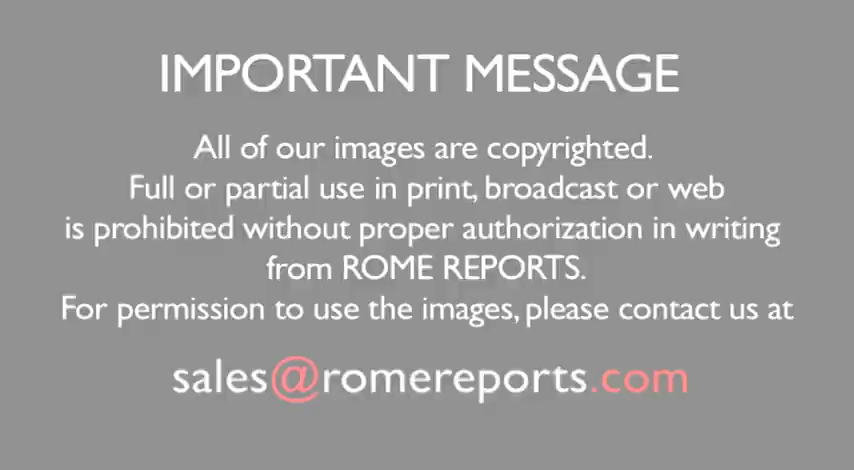 IMPORTANT MESSAGE
All of our images are copyrighted.
Full or partial use in print, broadcast or web
is prohibited without proper authorization in writing
from ROME REPORTS.
For permission to use the images, please contact us at
sales@romereports.com